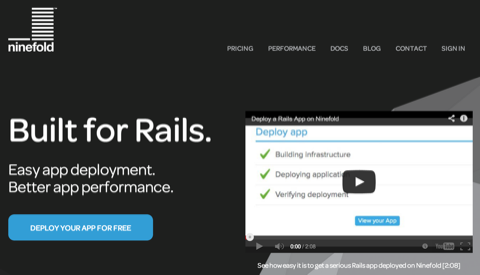 ninefold
PRICING PERFORMANCE DOCS BLOG CONTACT SIGN IN
Built for Rails.
Easy app deployment.
Better app performance.
DEPLOY YOUR APP FOR FREE
Deploy a Rails App on Ninefold
Deploy app
Building infrastructure
Deploying application
Verifying deployment
View your App
0:00 / 2:08
YouTube
See how easy it is to get a serious Rails app deployed on Ninefold [2:08]